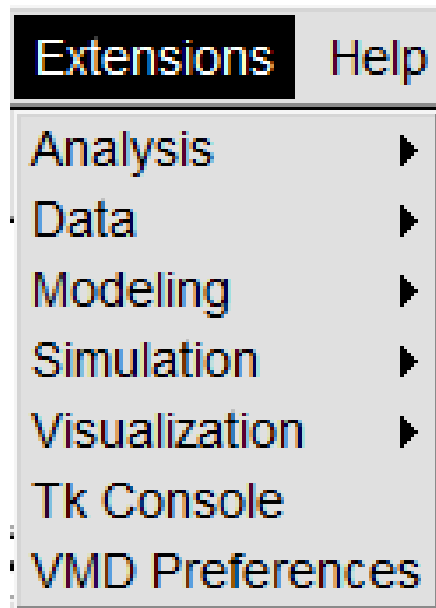 Extensions Help
Analysis
Data
Modeling
Simulation
Visualization
Tk Console
VMD Preferences